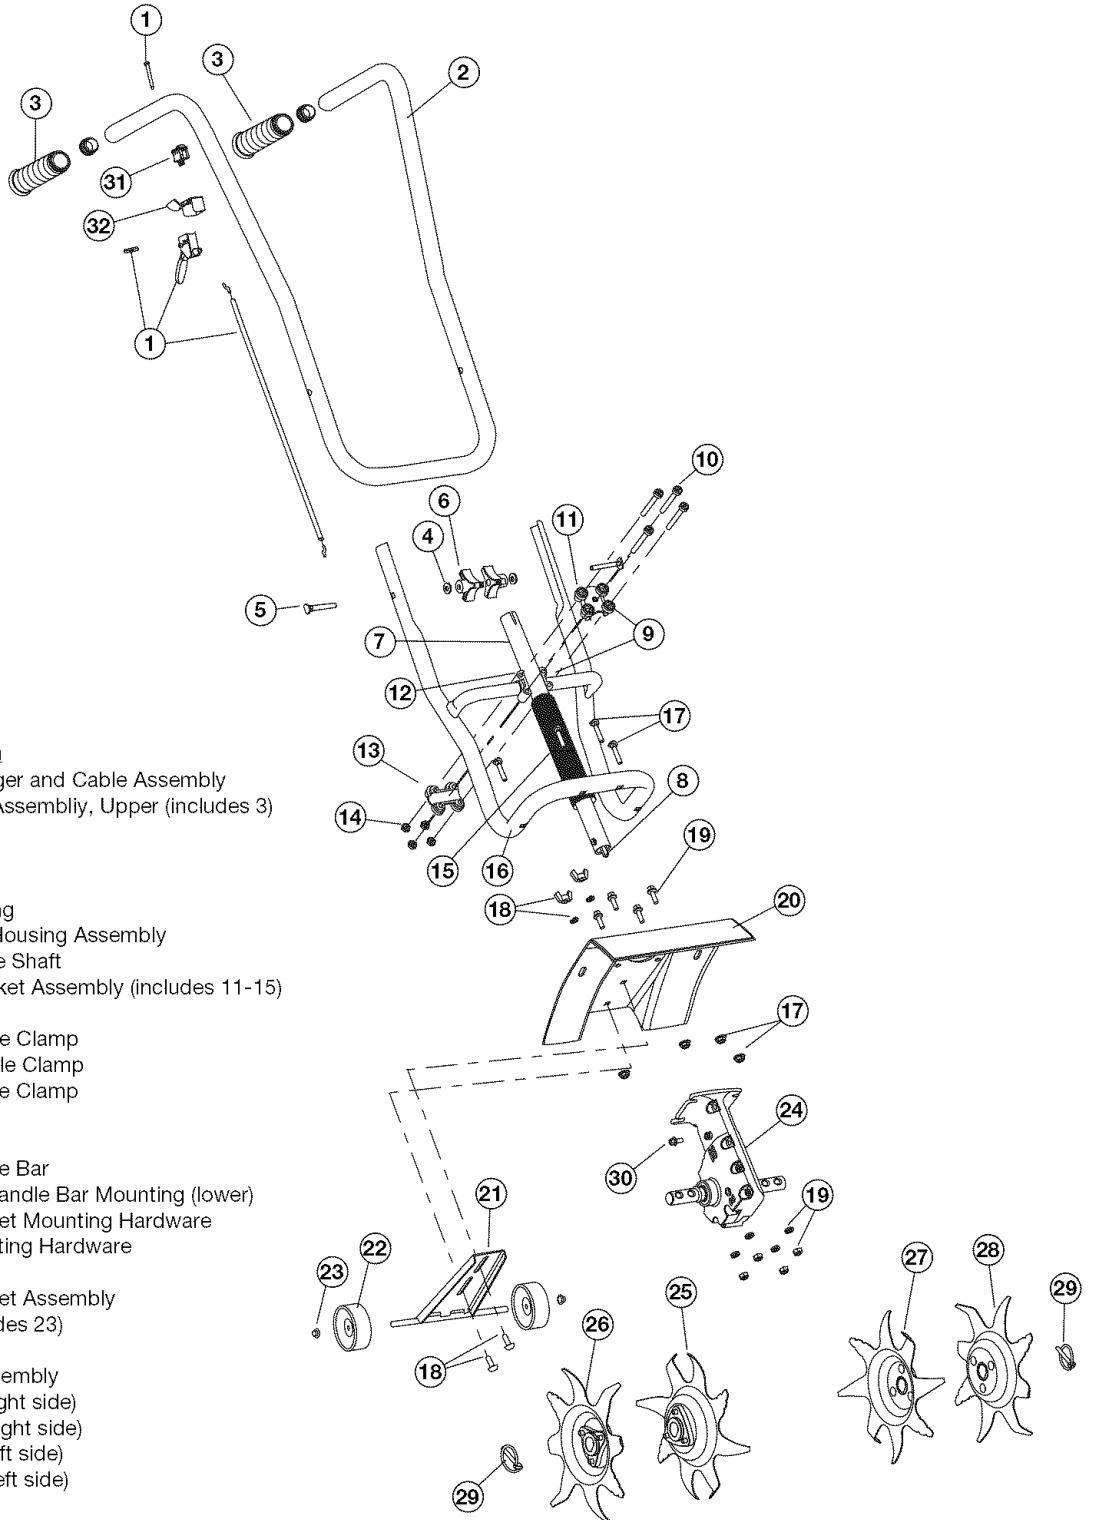 1
3
2
3
31
32
1
10
6
11
4
5
9
7
12
17
13
8
ger and Cable Assembly
Assembliy, Upper (includes 3)
14
19
15
16
20
18
g
Housing Assembly
e Shaft
ket Assembly (includes 11-15)
17
e Clamp
le Clamp
e Clamp
24
30
e Bar
andle Bar Mounting (lower)
et Mounting Hardware
ting Hardware
21
19
22
27
28
23
25
29
26
et Assembly
des 23)
18
embly
ght side)
ght side)
ft side)
eft side)
29